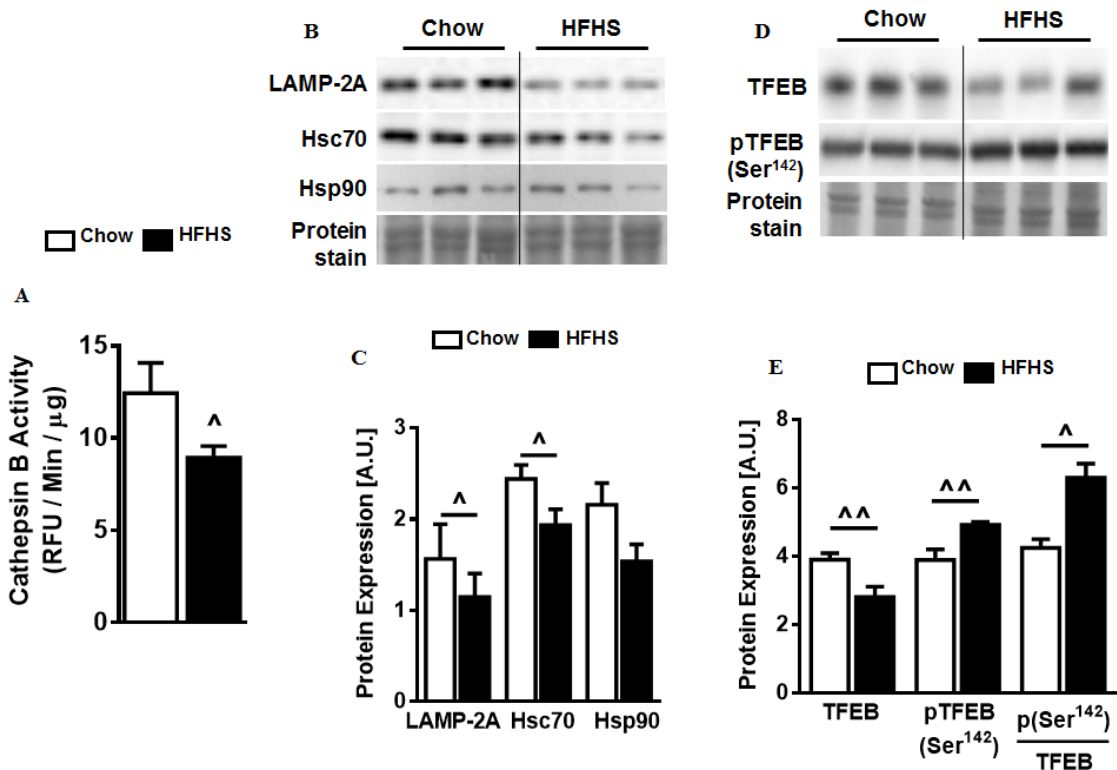 B
Chow HFHS
LAMP-2A
Hsc70
Hsp90
Protein
stain
D
Chow HFHS
TFEB
pTFEB
(Ser¹⁴²)
Protein
stain
Chow HFHS
A
Cathepsin B Activity
(RFU / Min / µg)
15
10
5
0
^
C
Chow HFHS
Protein Expression [A.U.]
3
2
1
0
^ ^
LAMP-2A Hsc70 Hsp90
E
Chow HFHS
Protein Expression [A.U.]
8
6
4
2
0
^^ ^^ ^
TFEB pTFEB p(Ser¹⁴²)
(Ser¹⁴²) TFEB